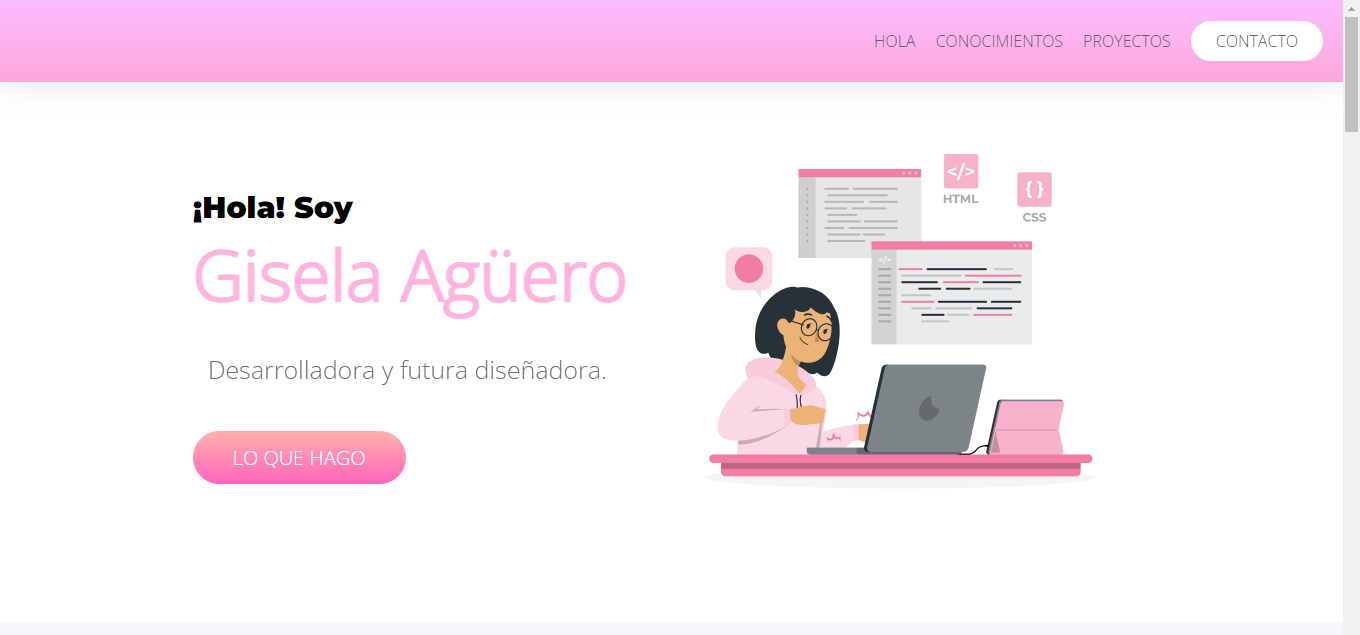 HOLA CONOCIMIENTOS PROYECTOS CONTACTO
¡Hola! Soy
Gisela Agüero
Desarrolladora y futura diseñadora.
LO QUE HAGO
</>
HTML
{ }
CSS
</>